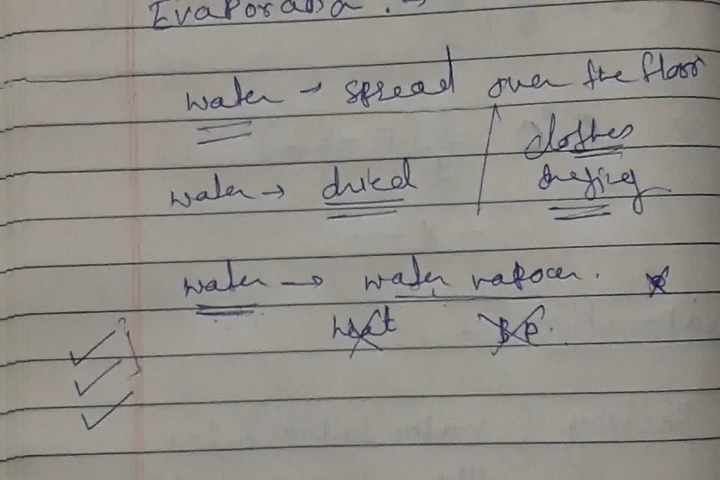 Evaporation :→
water → spread over the floor
clothes
water → dried
drying
water → water vapour.
heat B.P.